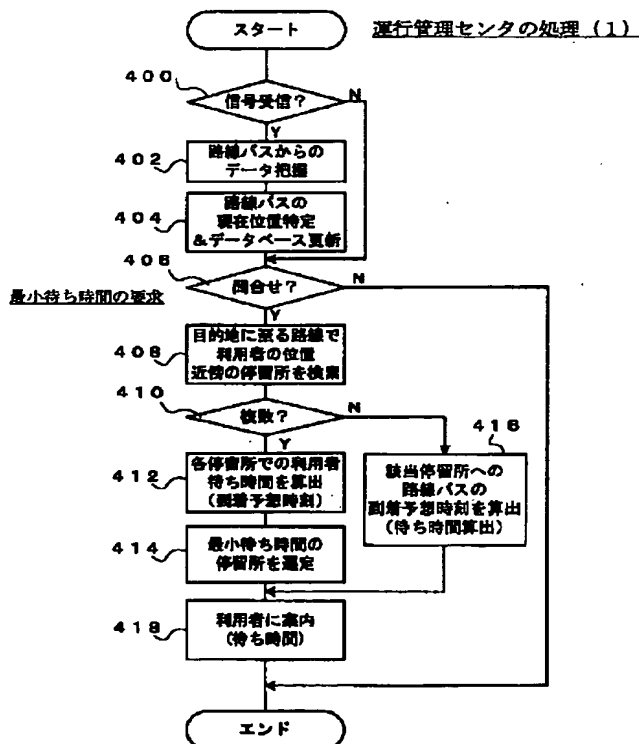 スタート
運行管理センタの処理(1)
400
信号受信?
N
Y
402
路線バスからの
データ把握
404
路線バスの
現在位置特定
&データベース更新
406
問合せ?
N
最小待ち時間の要求
Y
408
目的地に至る路線で
利用者の位置
近傍の停留所を検索
410
複数?
N
Y
412
各停留所での利用者
待ち時間を算出
(到着予想時刻)
416
該当停留所への
路線バスの
到着予想時刻を算出
(待ち時間算出)
414
最小待ち時間の
停留所を選定
418
利用者に案内
(待ち時間)
エンド